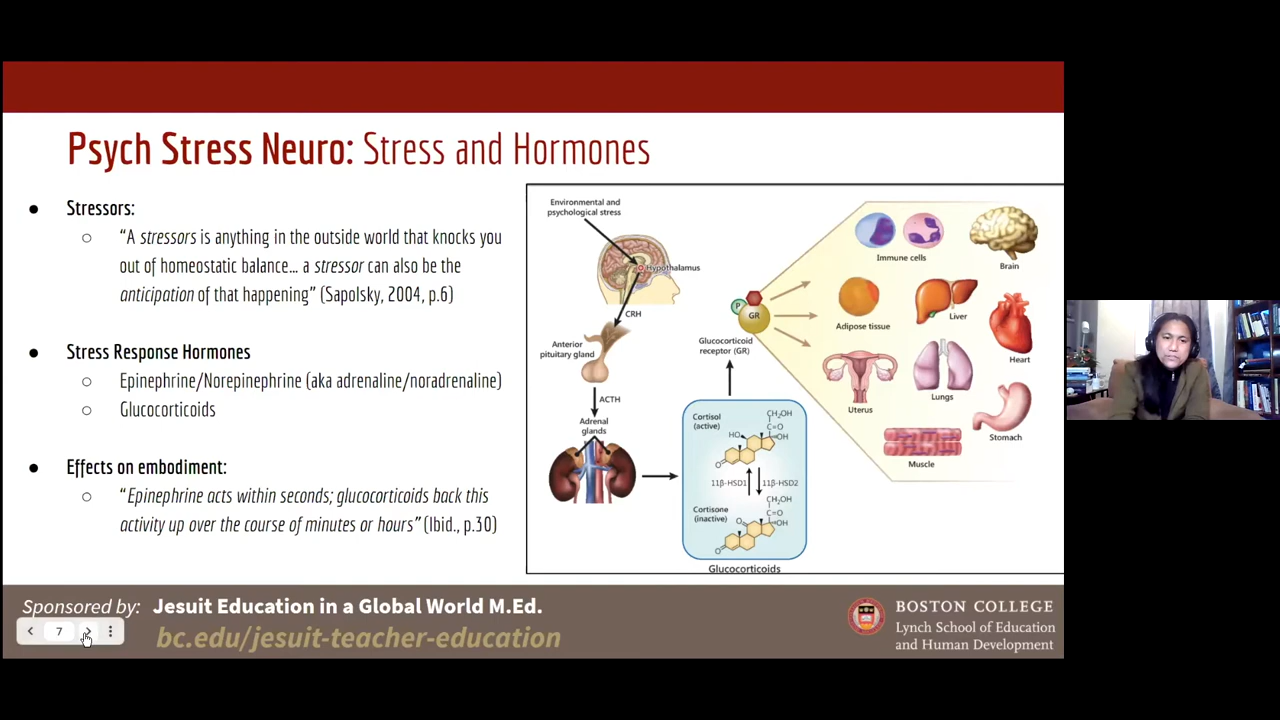 Psych Stress Neuro: Stress and Hormones
● Stressors:
○ “A stressors is anything in the outside world that knocks you
out of homeostatic balance... a stressor can also be the
anticipation of that happening” (Sapolsky, 2004, p.6)
● Stress Response Hormones
○ Epinephrine/Norepinephrine (aka adrenaline/noradrenaline)
○ Glucocorticoids
● Effects on embodiment:
○ “Epinephrine acts within seconds; glucocorticoids back this
activity up over the course of minutes or hours” (Ibid., p.30)
Environmental and
psychological stress
Hypothalamus
CRH
Anterior
pituitary gland
ACTH
Adrenal
glands
Cortisol
(active)
CH₂OH
C=O
OH
HO
O
11β-HSD1
11β-HSD2
Cortisone
(inactive)
CH₂OH
C=O
OH
O
O
Glucocorticoids
P
GR
Glucocorticoid
receptor (GR)
Immune cells
Brain
Adipose tissue
Liver
Heart
Uterus
Lungs
Stomach
Muscle
Sponsored by: Jesuit Education in a Global World M.Ed.
bc.edu/jesuit-teacher-education
7
BOSTON COLLEGE
Lynch School of Education
and Human Development